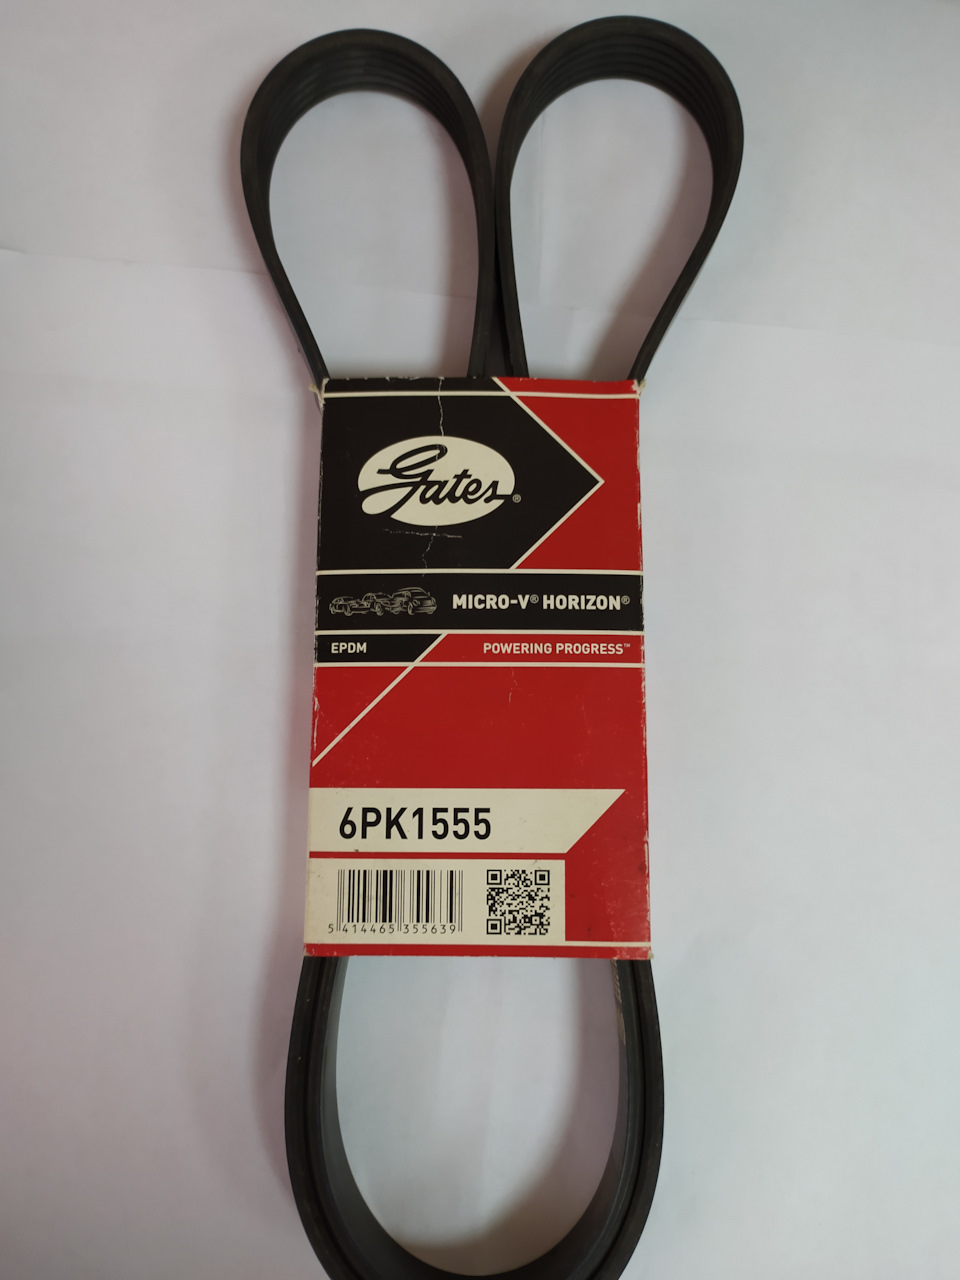 Gates®
MICRO-V® HORIZON®
EPDM
POWERING PROGRESS™
6PK1555
5 414465 355639